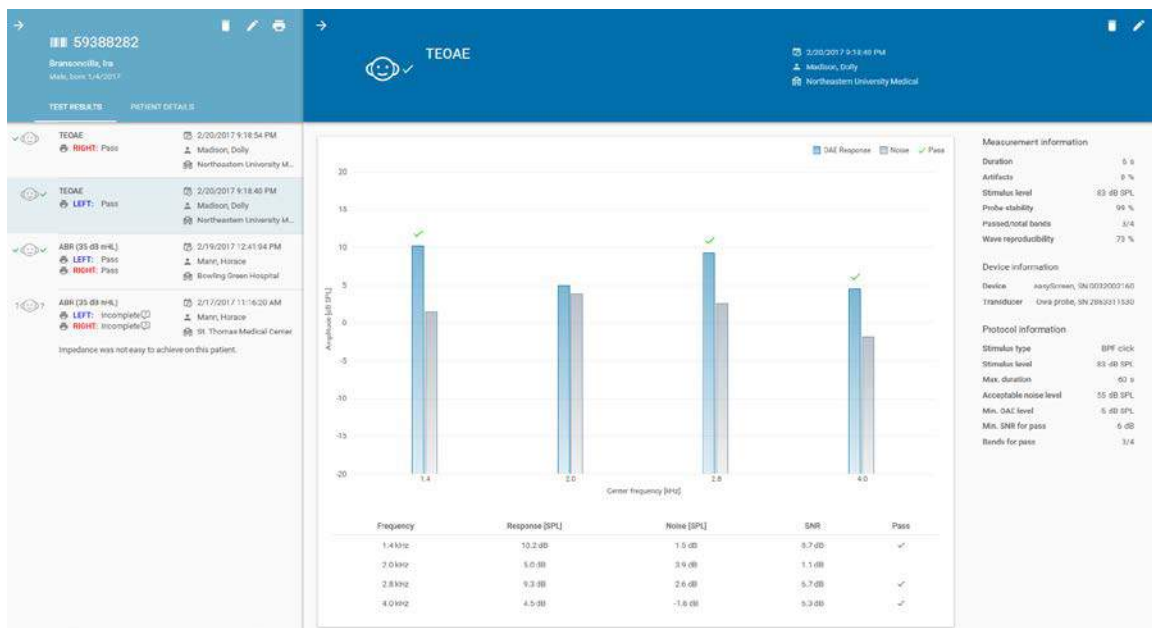 59388282
Bransoncille, Ira
Male, born 1/4/2017
TEST RESULTS
PATIENT DETAILS
TEOAE
RIGHT: Pass
2/20/2017 9:18:54 PM
Madison, Dolly
Northeastern University M...
TEOAE
LEFT: Pass
2/20/2017 9:18:40 PM
Madison, Dolly
Northeastern University M...
ABR (35 dB nHL)
LEFT: Pass
RIGHT: Pass
2/19/2017 12:41:04 PM
Mann, Horace
Bowling Green Hospital
ABR (35 dB nHL)
LEFT: Incomplete
RIGHT: Incomplete
2/17/2017 11:16:20 AM
Mann, Horace
St. Thomas Medical Center
Impedance was not easy to achieve on this patient.
TEOAE
2/20/2017 9:18:40 PM
Madison, Dolly
Northeastern University Medical
OAE Response Noise Pass
Amplitude [dB SPL]
20
15
10
5
0
-5
-10
-15
-20
1.4 2.0 2.8 4.0
Center frequency [kHz]
Frequency Response [SPL] Noise [SPL] SNR Pass
1.4 kHz 10.2 dB 1.5 dB 8.7 dB
2.0 kHz 5.0 dB 3.9 dB 1.1 dB
2.8 kHz 9.3 dB 2.6 dB 6.7 dB
4.0 kHz 4.5 dB dB 6.3 dB
Measurement information
Duration s
Artifacts 9 %
Stimulus level 83 dB SPL
Probe stability 99 %
Passed/total bands 3/4
Wave reproducibility 73 %
Device information
Device easyScreen, SN
Transducer probe, SN
Protocol information
Stimulus type BPF click
Stimulus level 83 dB SPL
Max. duration 60 s
Acceptable noise level 55 dB SPL
Min. OAE level dB SPL
Min. SNR for pass 6 dB
Bands for pass 3/4